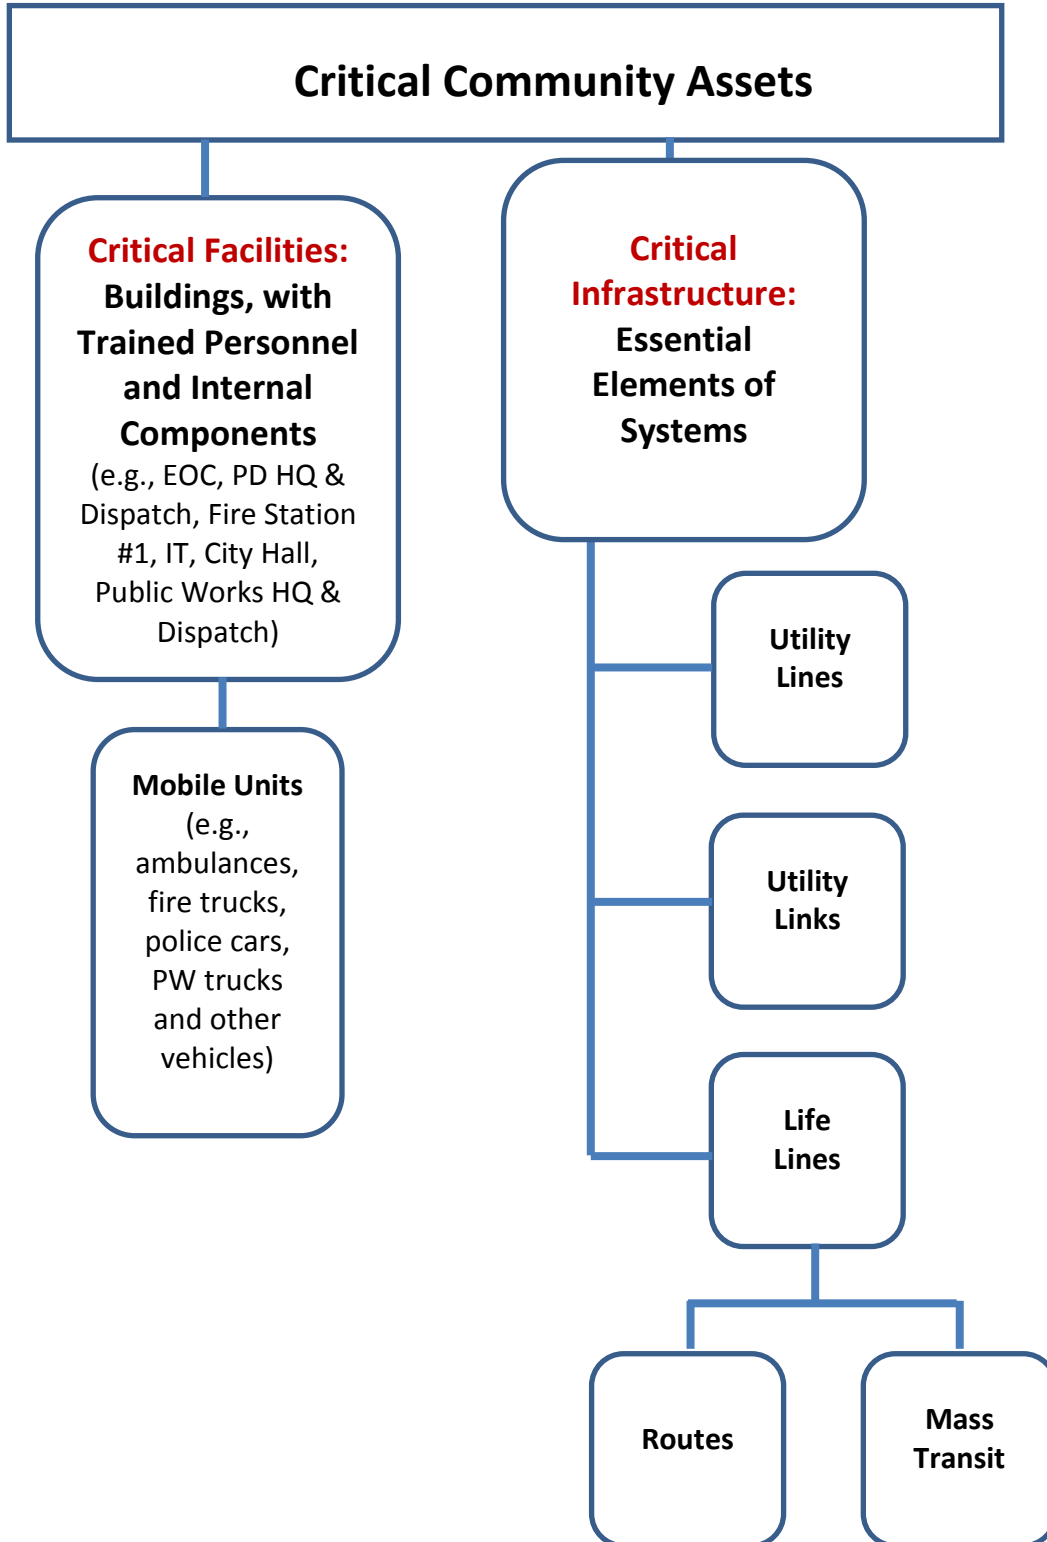 Critical Community Assets
Critical Facilities:
Buildings, with
Trained Personnel
and Internal
Components
(e.g., EOC, PD HQ &
Dispatch, Fire Station
#1, IT, City Hall,
Public Works HQ &
Dispatch)
Mobile Units
(e.g.,
ambulances,
fire trucks,
police cars,
PW trucks
and other
vehicles)
Critical
Infrastructure:
Essential
Elements of
Systems
Utility
Lines
Utility
Links
Life
Lines
Routes
Mass
Transit